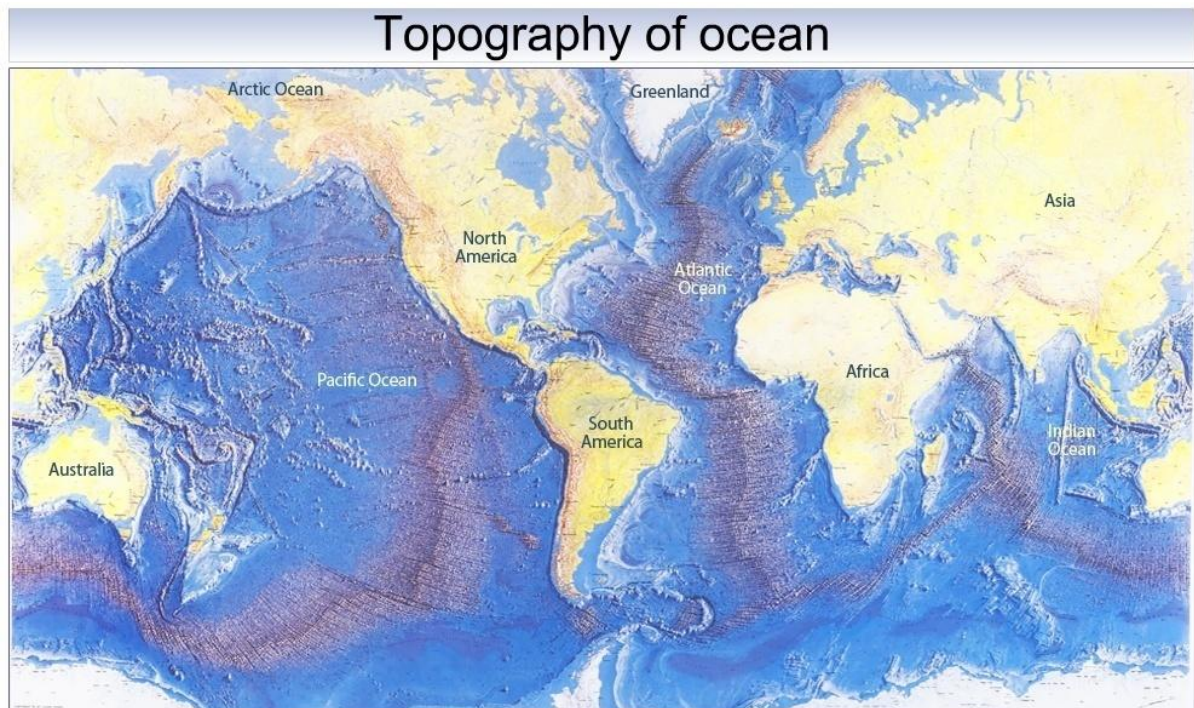 Topography of ocean
Arctic Ocean
Greenland
Asia
North
America
Atlantic
Ocean
Pacific Ocean
Africa
South
America
Indian
Ocean
Australia